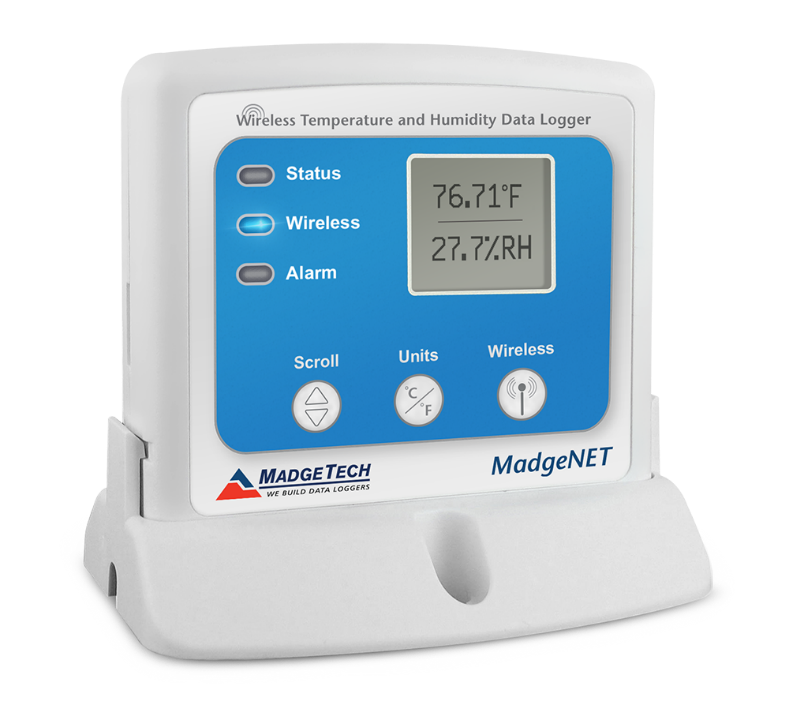 Wireless Temperature and Humidity Data Logger
Status
Wireless
Alarm
76.71°F
27.7%RH
Scroll
Units
Wireless
°C
°F
MADGETECH
WE BUILD DATA LOGGERS
MadgeNET